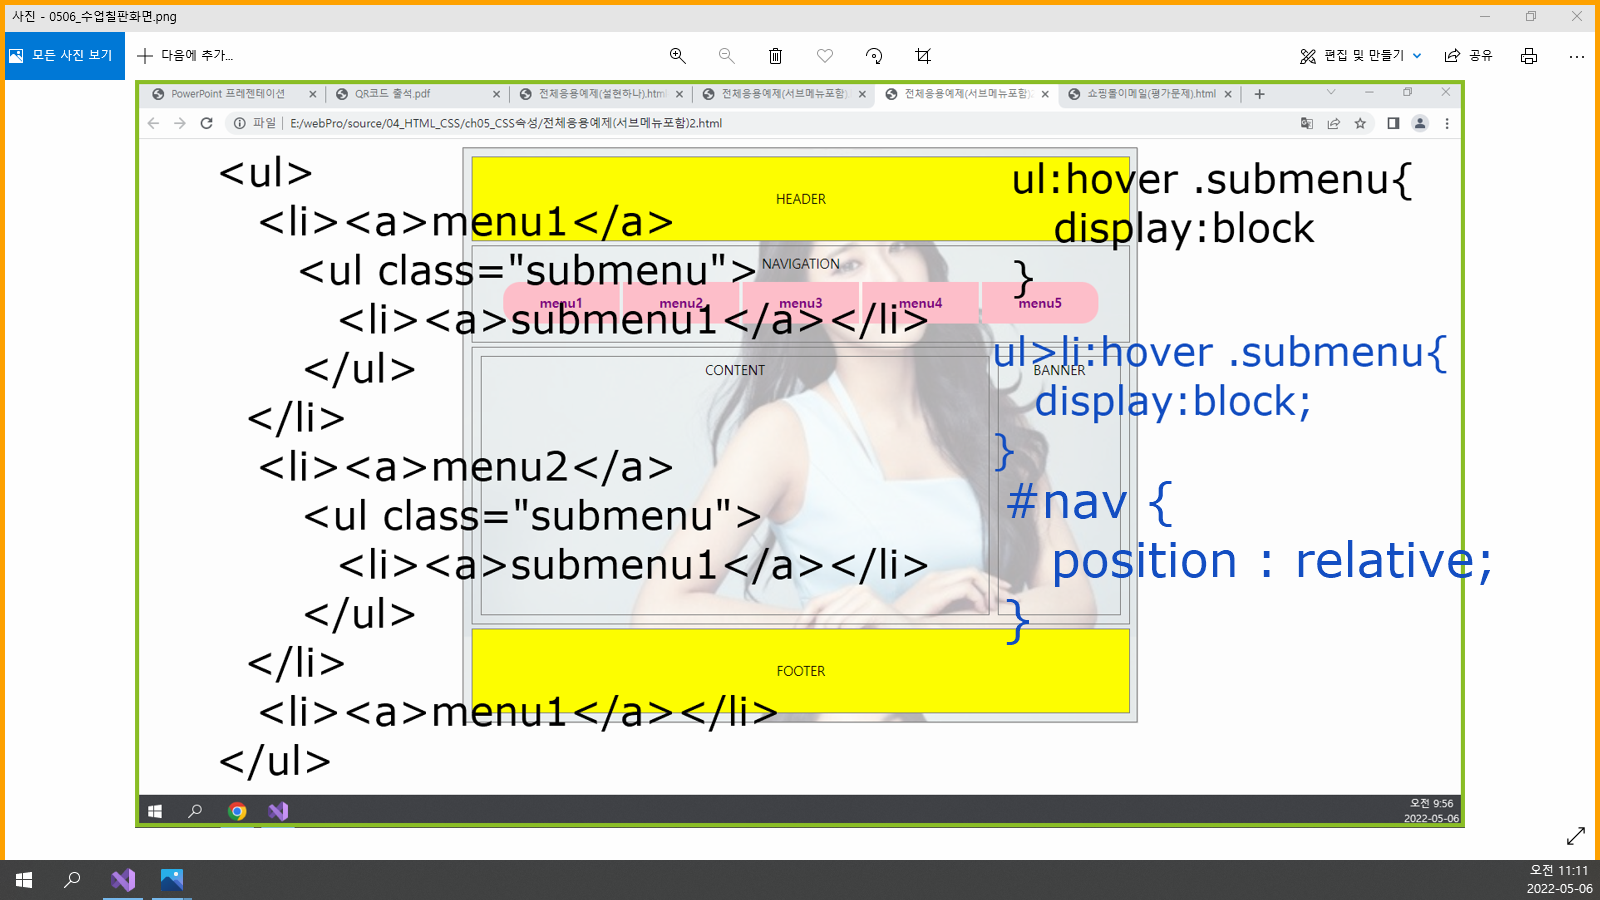 사진 - 0506_수업칠판화면.png
모든 사진 보기
다음에 추가...
편집 및 만들기
공유
PowerPoint 프레젠테이션
QR코드 출석.pdf
전체응용예제(설현하나).html
전체응용예제(서브메뉴포함)
전체응용예제(서브메뉴포함)
쇼핑몰이메일(평가문제).html
파일
E:/webPro/source/04_HTML_CSS/ch05_CSS속성/전체응용예제(서브메뉴포함)2.html
<ul>
<li><a>menu1</a>
<ul class="submenu">
<li><a>submenu1</a></li>
</ul>
</li>
<li><a>menu2</a>
<ul class="submenu">
<li><a>submenu1</a></li>
</ul>
</li>
<li><a>menu1</a></li>
</ul>
HEADER
NAVIGATION
menu1
menu2
menu3
menu4
menu5
CONTENT
BANNER
FOOTER
ul:hover .submenu{
display:block
}
ul>li:hover .submenu{
display:block;
}
#nav {
position : relative;
}
오전 9:56
2022-05-06
오전 11:11
2022-05-06